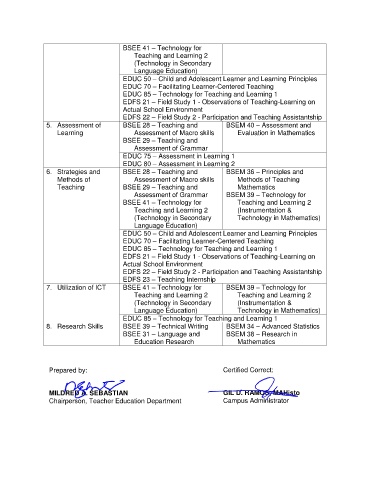 BSEE 41 – Technology for
Teaching and Learning 2
(Technology in Secondary
Language Education)
EDUC 50 – Child and Adolescent Learner and Learning Principles
EDUC 70 – Facilitating Learner-Centered Teaching
EDUC 85 – Technology for Teaching and Learning 1
EDFS 21 – Field Study 1 - Observations of Teaching-Learning on
Actual School Environment
EDFS 22 – Field Study 2 - Participation and Teaching Assistantship
5. Assessment of
Learning
BSEE 28 – Teaching and
Assessment of Macro skills
BSEE 29 – Teaching and
Assessment of Grammar
BSEM 40 – Assessment and
Evaluation in Mathematics
EDUC 75 – Assessment in Learning 1
EDUC 80 – Assessment in Learning 2
6. Strategies and
Methods of
Teaching
BSEE 28 – Teaching and
Assessment of Macro skills
BSEE 29 – Teaching and
Assessment of Grammar
BSEE 41 – Technology for
Teaching and Learning 2
(Technology in Secondary
Language Education)
BSEM 36 – Principles and
Methods of Teaching
Mathematics
BSEM 39 – Technology for
Teaching and Learning 2
(Instrumentation &
Technology in Mathematics)
EDUC 50 – Child and Adolescent Learner and Learning Principles
EDUC 70 – Facilitating Learner-Centered Teaching
EDUC 85 – Technology for Teaching and Learning 1
EDFS 21 – Field Study 1 - Observations of Teaching-Learning on
Actual School Environment
EDFS 22 – Field Study 2 - Participation and Teaching Assistantship
EDFS 23 – Teaching Internship
7. Utilization of ICT
BSEE 41 – Technology for
Teaching and Learning 2
(Technology in Secondary
Language Education)
BSEM 39 – Technology for
Teaching and Learning 2
(Instrumentation &
Technology in Mathematics)
EDUC 85 – Technology for Teaching and Learning 1
8. Research Skills
BSEE 39 – Technical Writing
BSEE 31 – Language and
Education Research
BSEM 34 – Advanced Statistics
BSEM 38 – Research in
Mathematics
Prepared by:
Certified Correct:
MILDRED A. SEBASTIAN
Chairperson, Teacher Education Department
GIL D. RAMOS, MAHisto
Campus Administrator